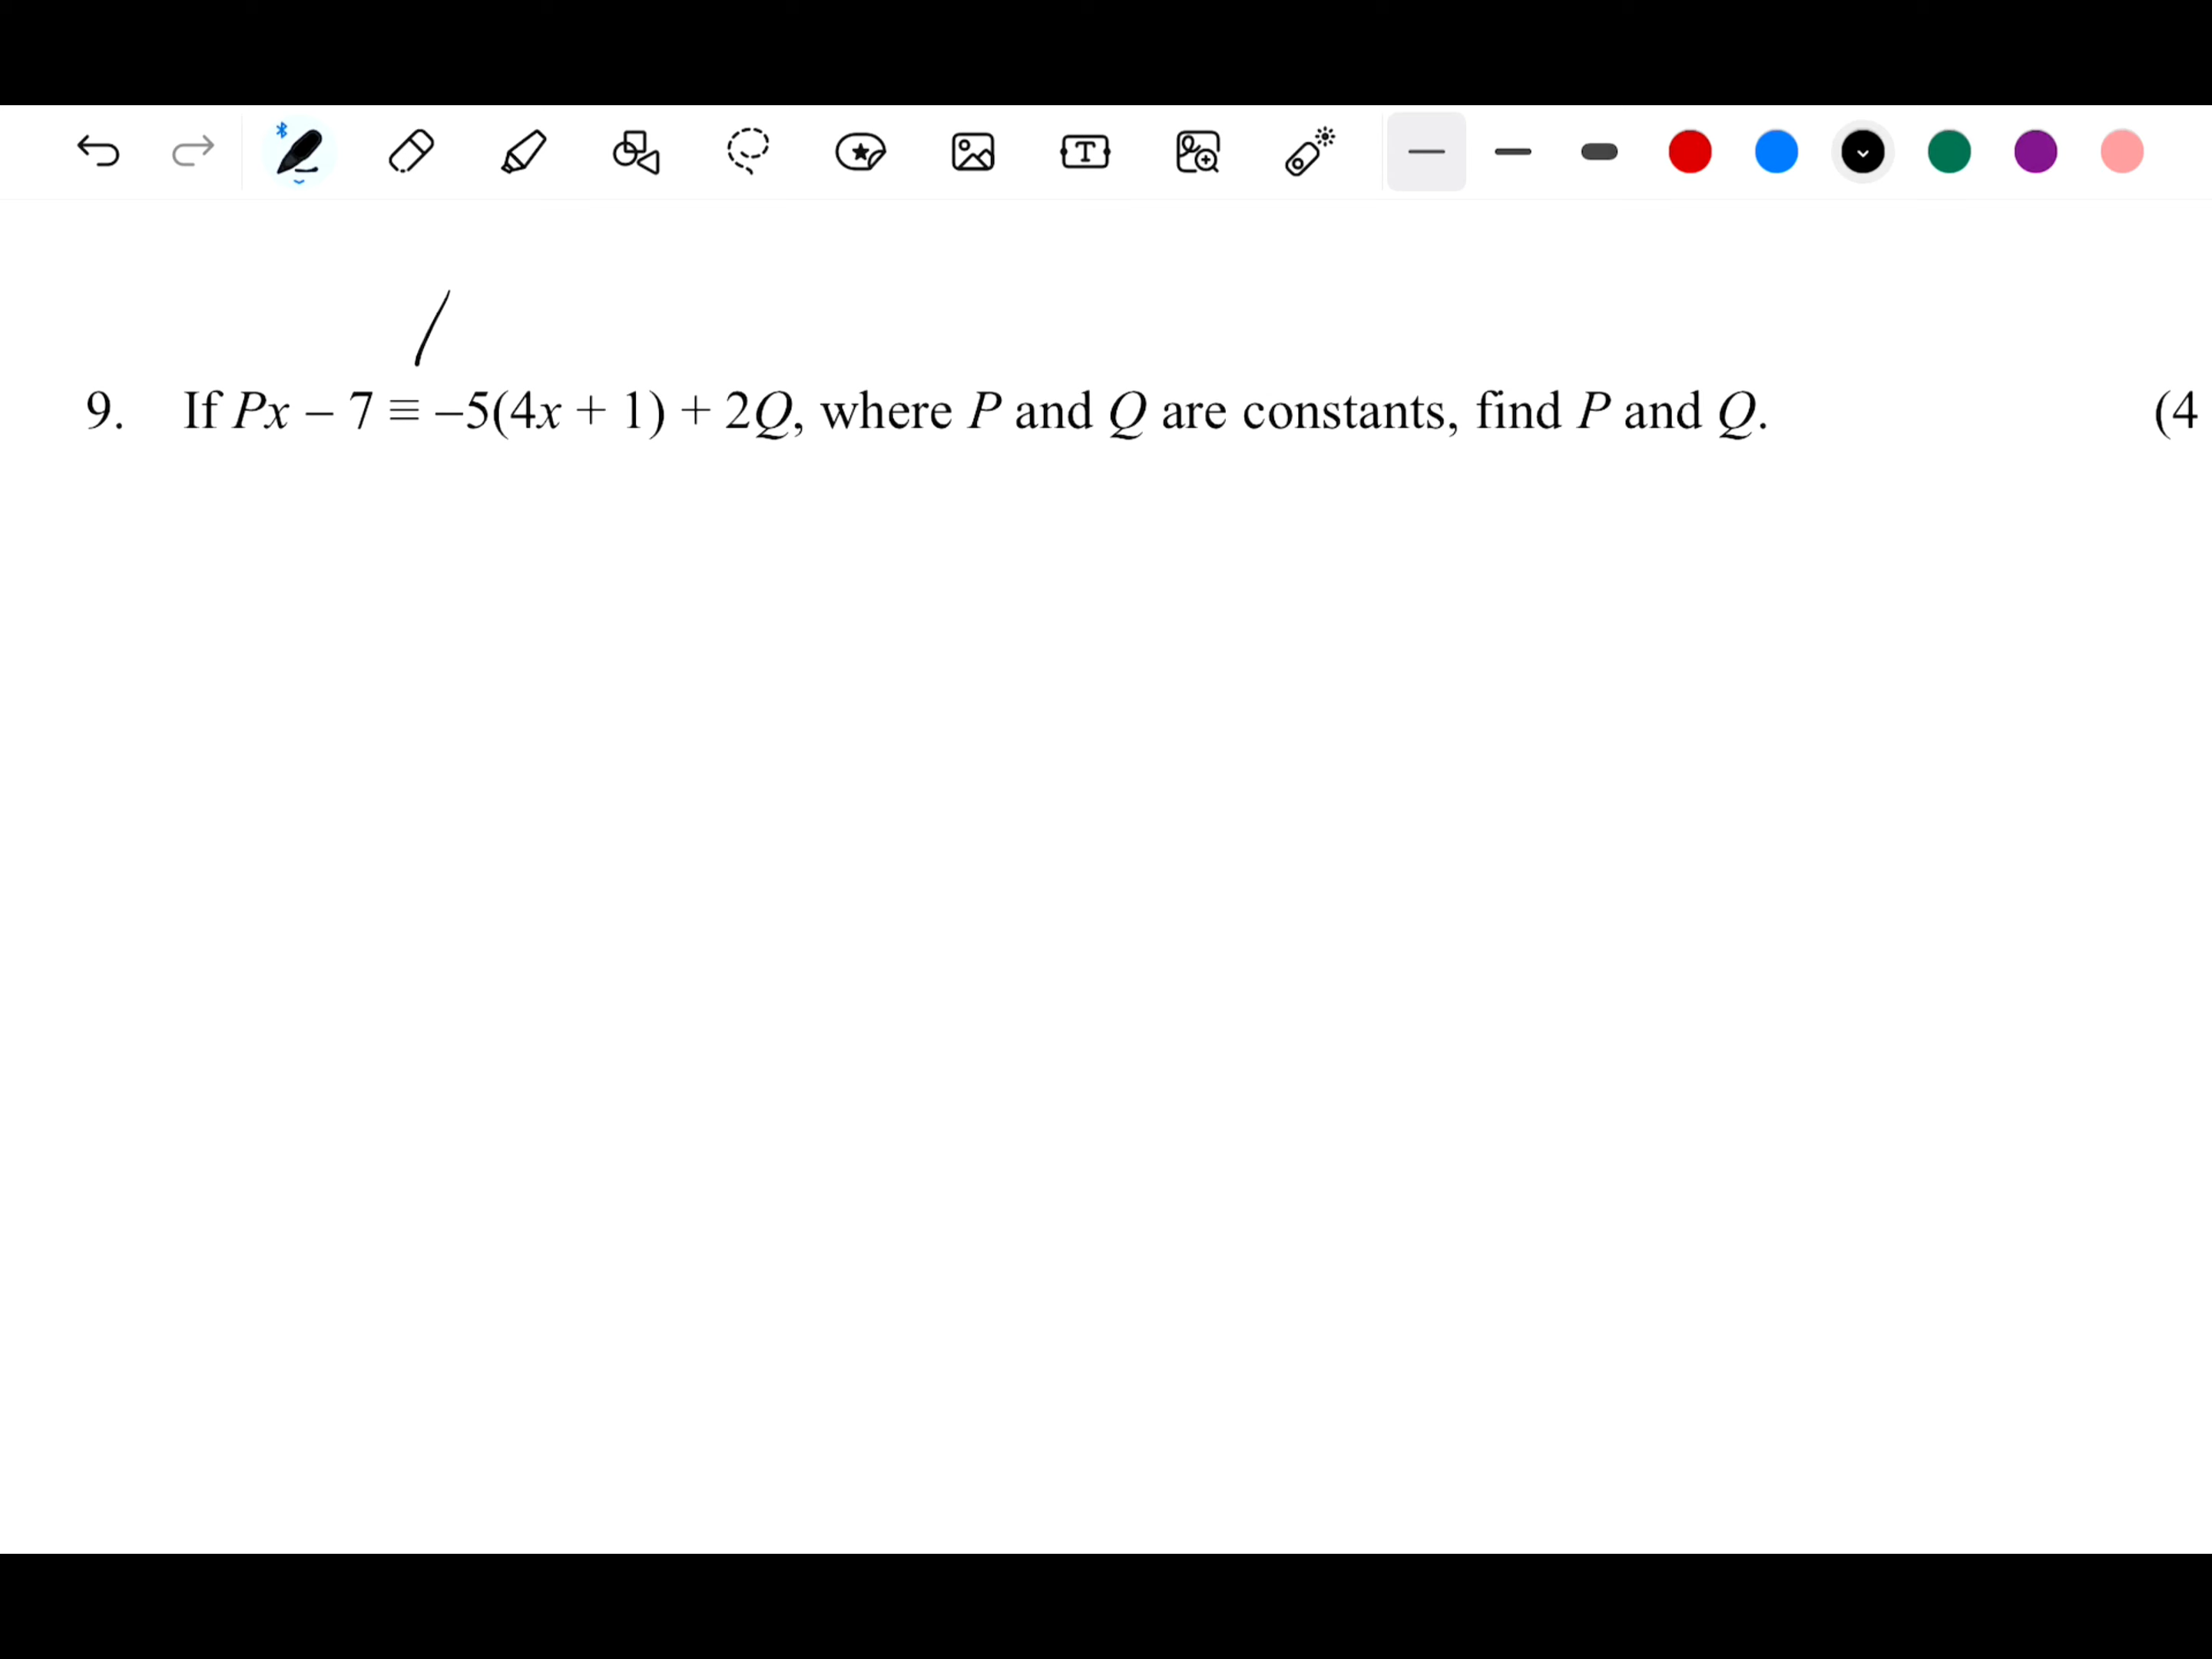 9. If Px – 7 ≡ –5(4x + 1) + 2Q, where P and Q are constants, find P and Q. (4